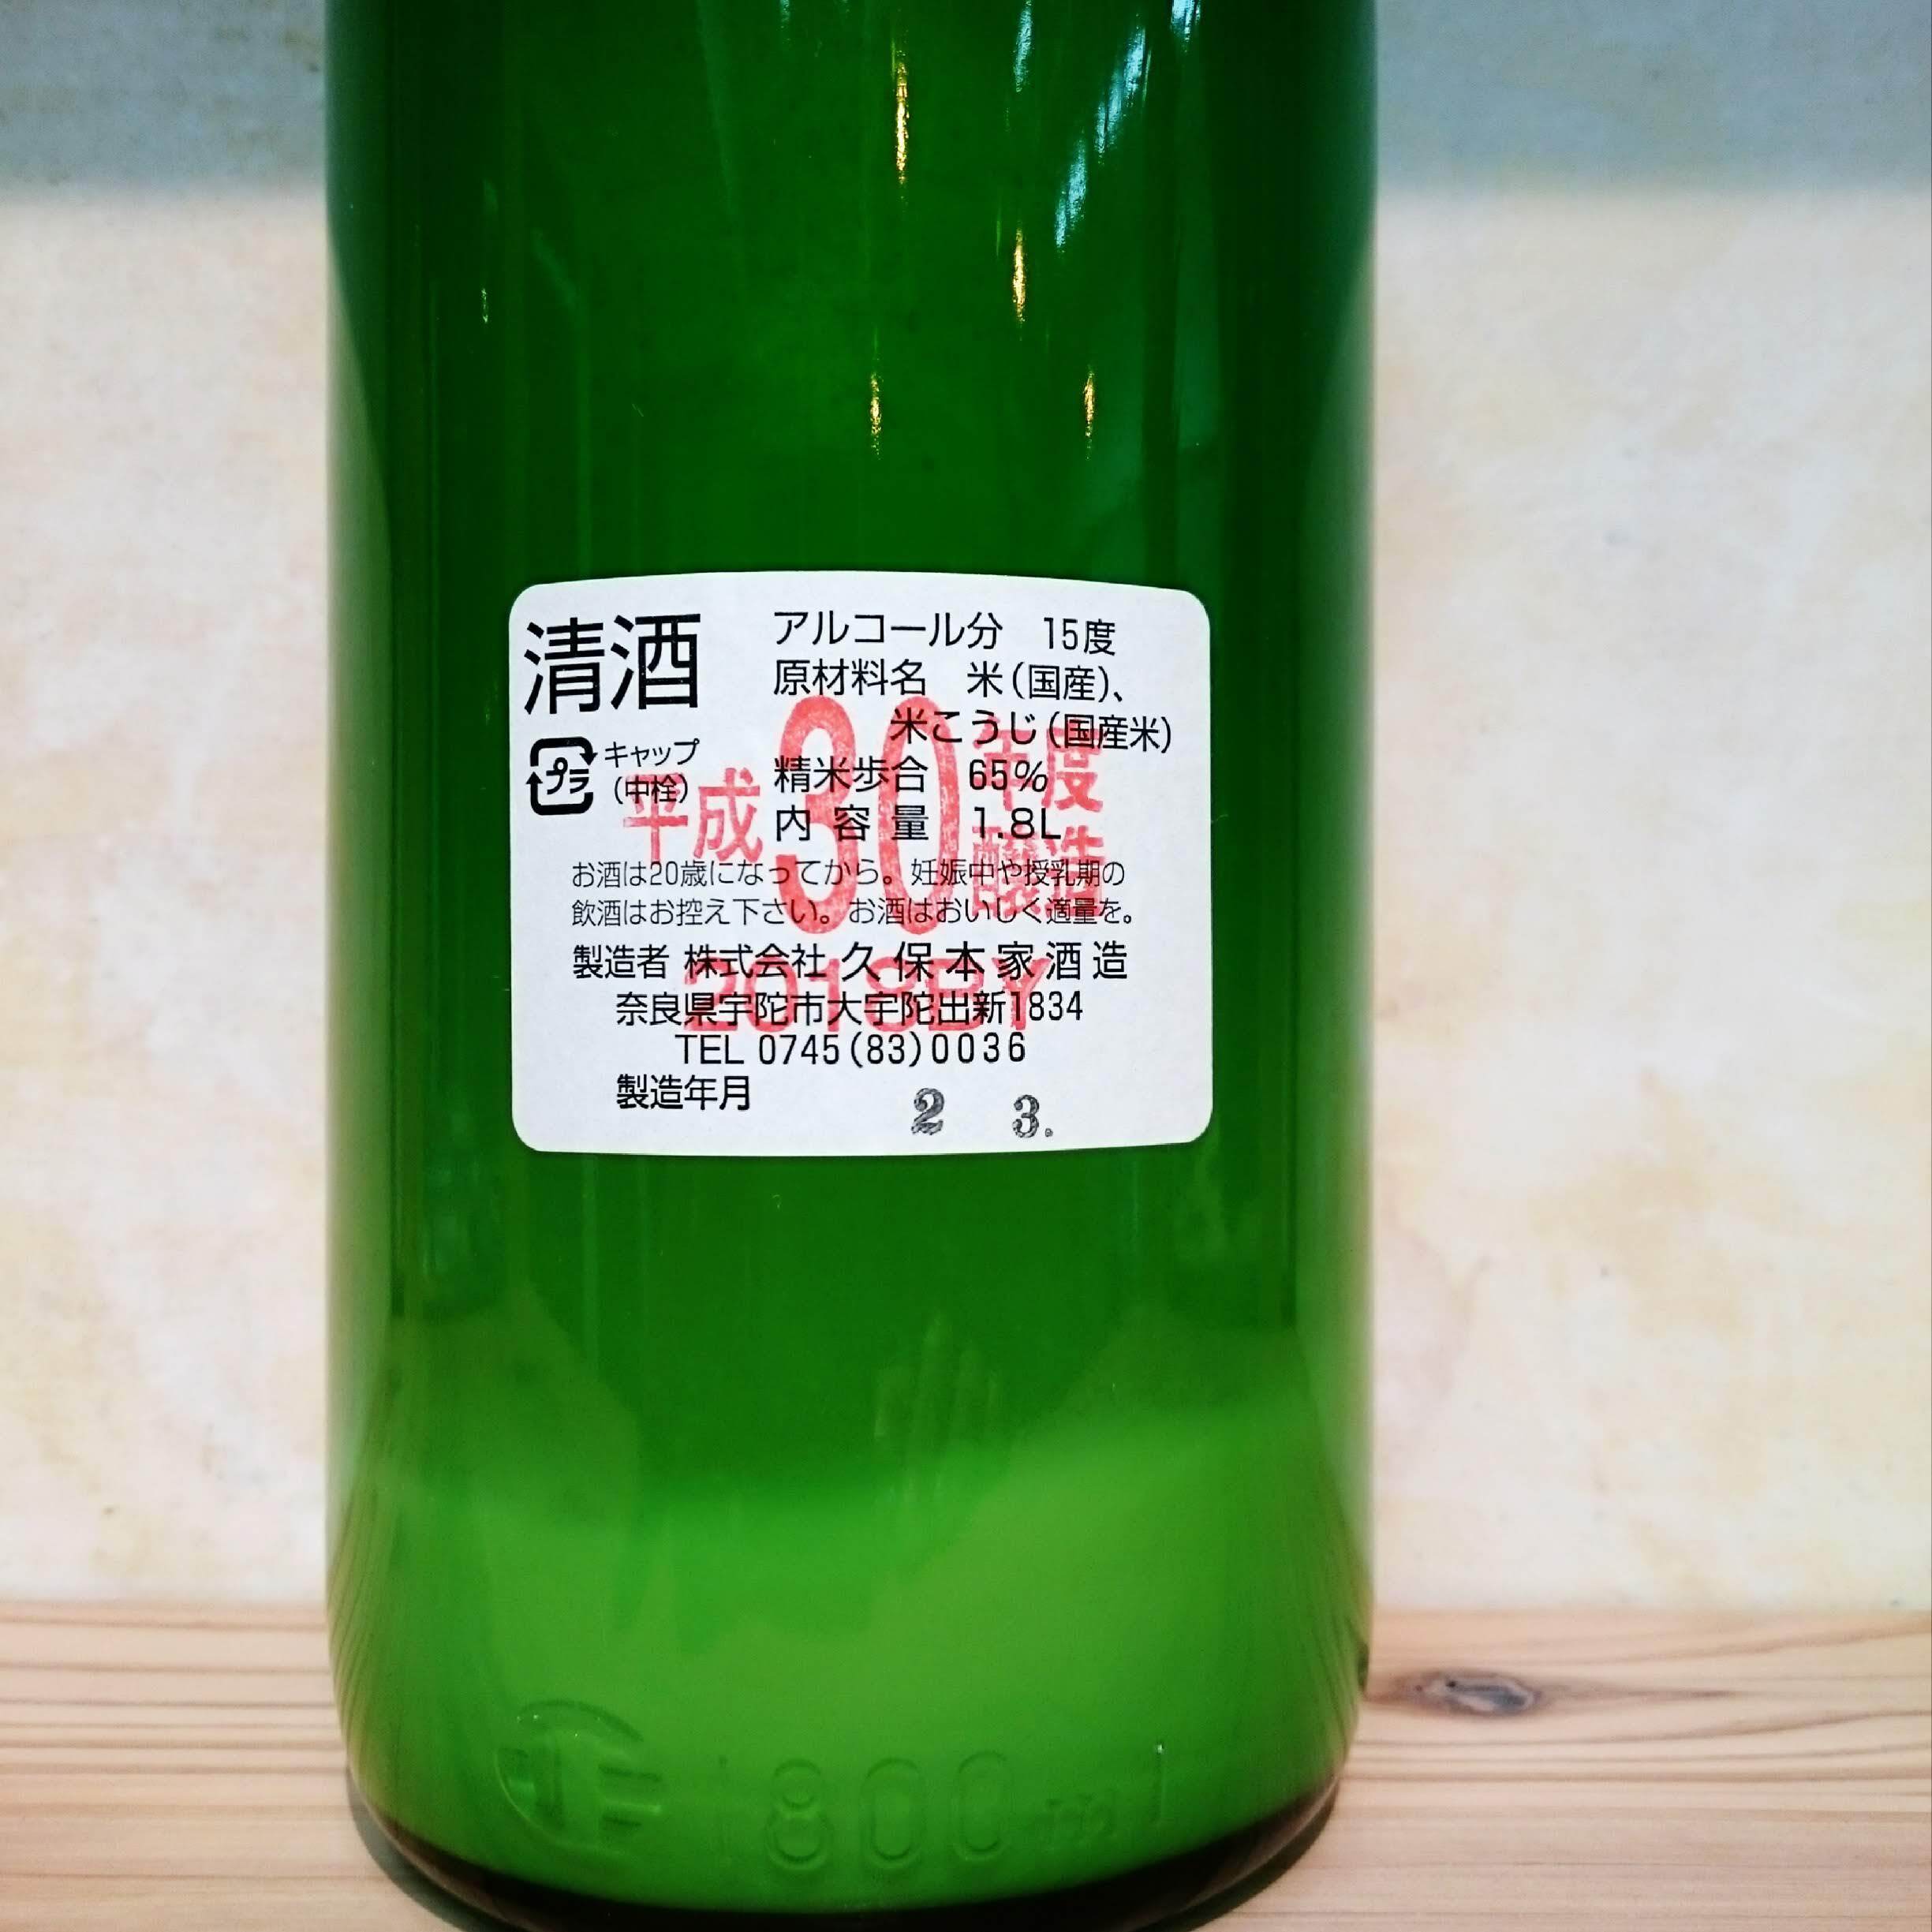 清酒
プラ
キャップ
(中栓)
アルコール分 15度
原材料名 米(国産)、
米こうじ(国産米)
精米歩合 65%
内容量 1.8L
平成30年度醸造
2018BY
お酒は20歳になってから。妊娠中や授乳期の
飲酒はお控え下さい。お酒はおいしく適量を。
製造者 株式会社 久保本家酒造
奈良県宇陀市大宇陀出新1834
TEL 0745(83)0036
製造年月 2 3.
1800ml